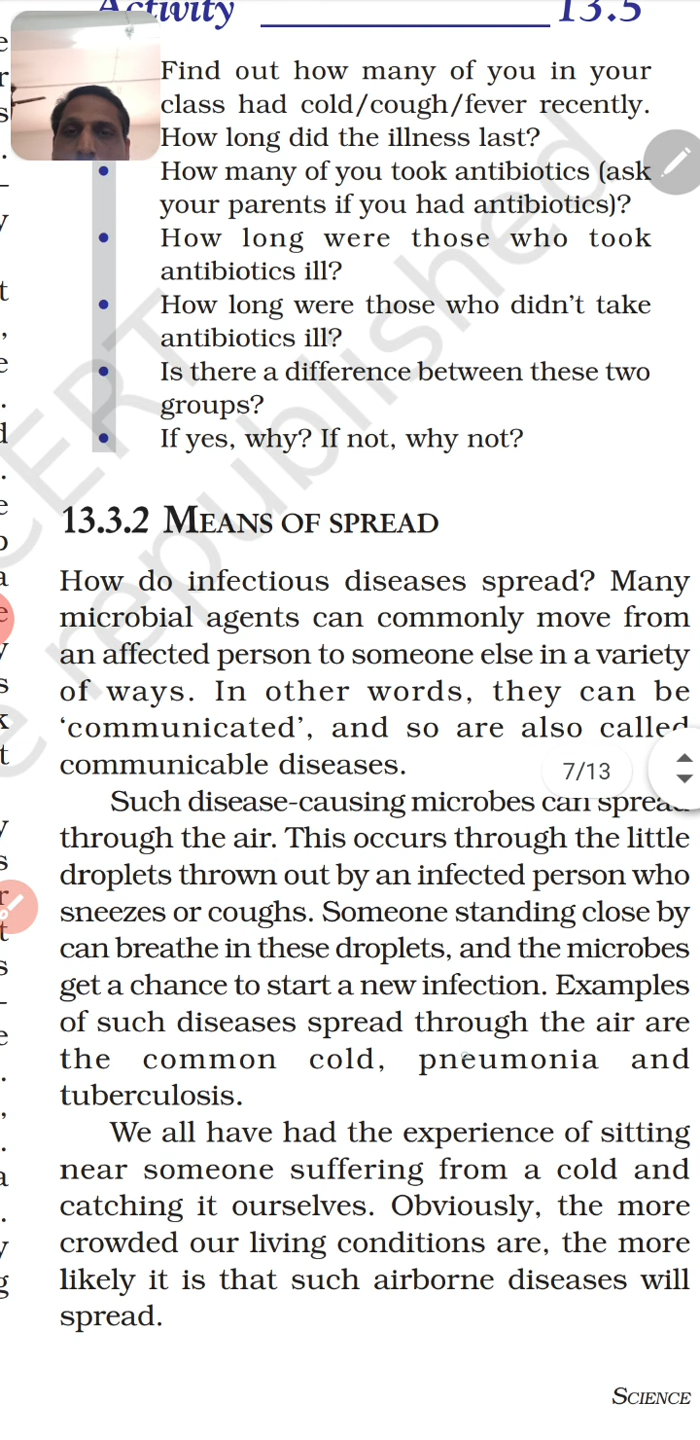 Activity 13.5
Find out how many of you in your
class had cold/cough/fever recently.
How long did the illness last?
• How many of you took antibiotics (ask
your parents if you had antibiotics)?
• How long were those who took
antibiotics ill?
• How long were those who didn't take
antibiotics ill?
• Is there a difference between these two
groups?
• If yes, why? If not, why not?
13.3.2 MEANS OF SPREAD
How do infectious diseases spread? Many
microbial agents can commonly move from
an affected person to someone else in a variety
of ways. In other words, they can be
‘communicated’, and so are also called
communicable diseases.
7/13
Such disease-causing microbes can spread
through the air. This occurs through the little
droplets thrown out by an infected person who
sneezes or coughs. Someone standing close by
can breathe in these droplets, and the microbes
get a chance to start a new infection. Examples
of such diseases spread through the air are
the common cold, pneumonia and
tuberculosis.
We all have had the experience of sitting
near someone suffering from a cold and
catching it ourselves. Obviously, the more
crowded our living conditions are, the more
likely it is that such airborne diseases will
spread.
SCIENCE